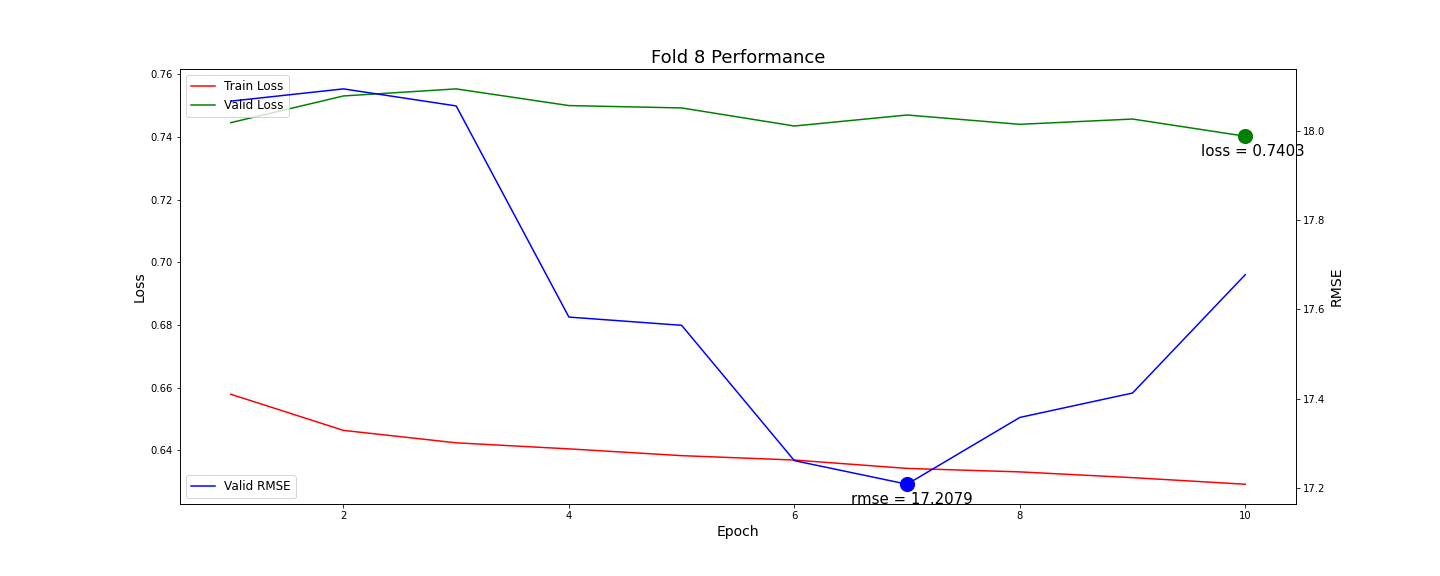 Fold 8 Performance
Train Loss
Valid Loss
Valid RMSE
Loss
0.76
0.74
0.72
0.70
0.68
0.66
0.64
loss = 0.7403
rmse = 17.2079
18.0
17.8
17.6
17.4
17.2
RMSE
2 4 6 8 10
Epoch